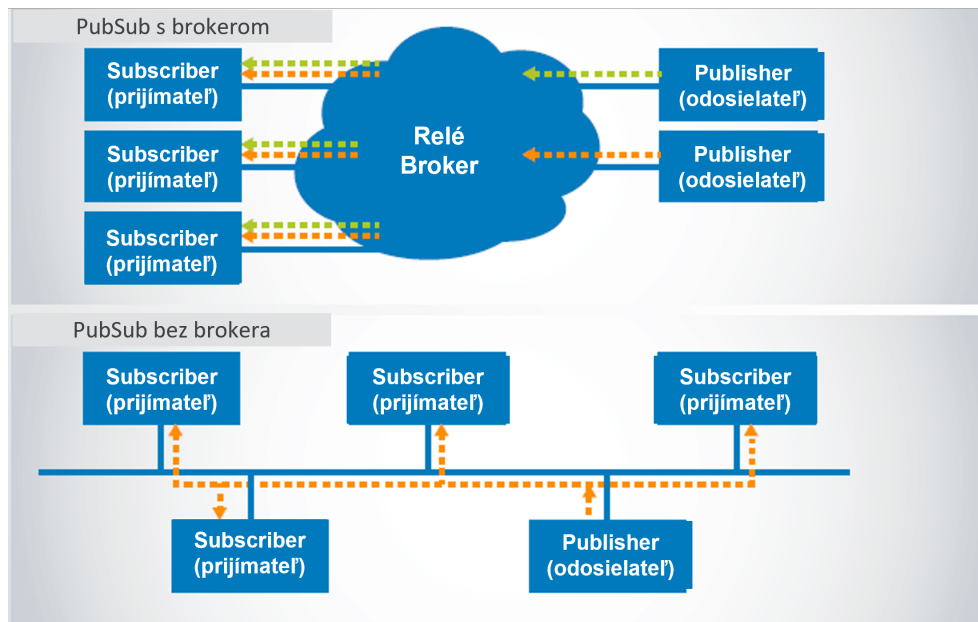 PubSub s brokerom
Subscriber
(prijímateľ)
Subscriber
(prijímateľ)
Subscriber
(prijímateľ)
Relé
Broker
Publisher
(odosielateľ)
Publisher
(odosielateľ)
PubSub bez brokera
Subscriber
(prijímateľ)
Subscriber
(prijímateľ)
Subscriber
(prijímateľ)
Subscriber
(prijímateľ)
Publisher
(odosielateľ)